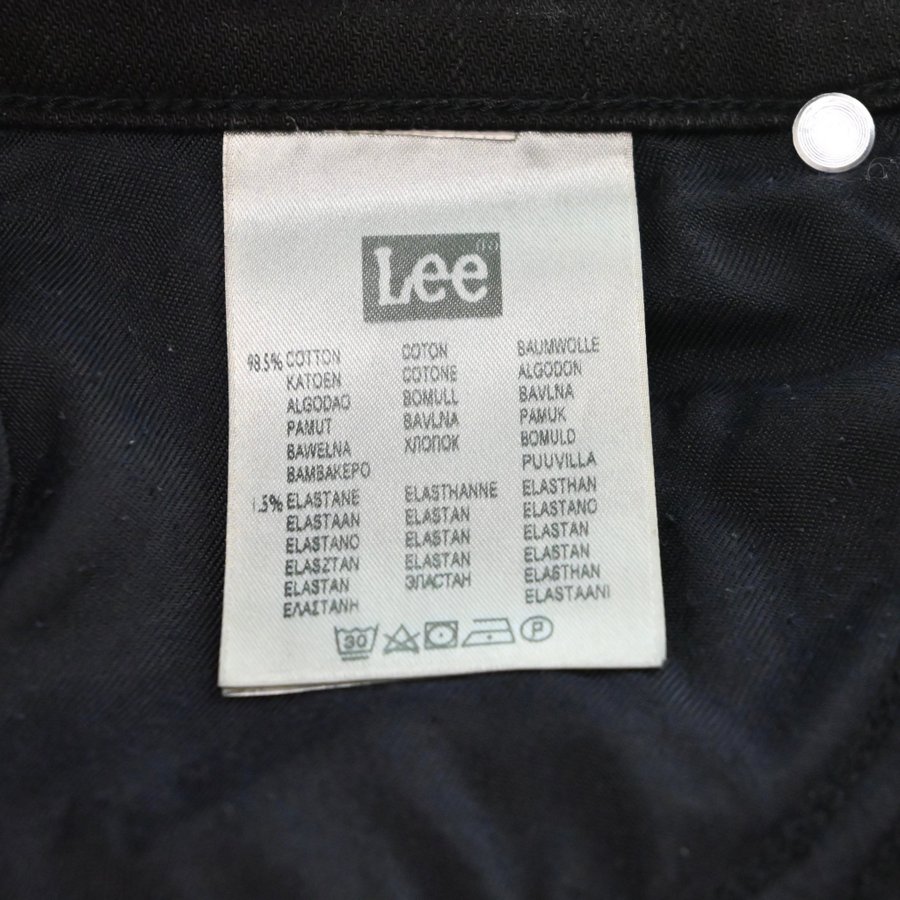 Lee
98.5% COTTON COTON BAUMWOLLE
KATOEN COTONE ALGODON
ALGODAO BOMULL BAVLNA
PAMUT BAVLNA PAMUK
BAWEŁNA ХЛОПОК BOMULD
BAMBAKEPO PUUVILLA
1.5% ELASTANE ELASTHANNE ELASTHAN
ELASTAAN ELASTAN ELASTANO
ELASTANO ELASTAN ELASTAN
ELASZTAN ELASTAN ELASTAN
ELASTAN ЭЛАСТАН ELASTHAN
ΕΛΑΣΤΑΝΗ ELASTAANI
30 P